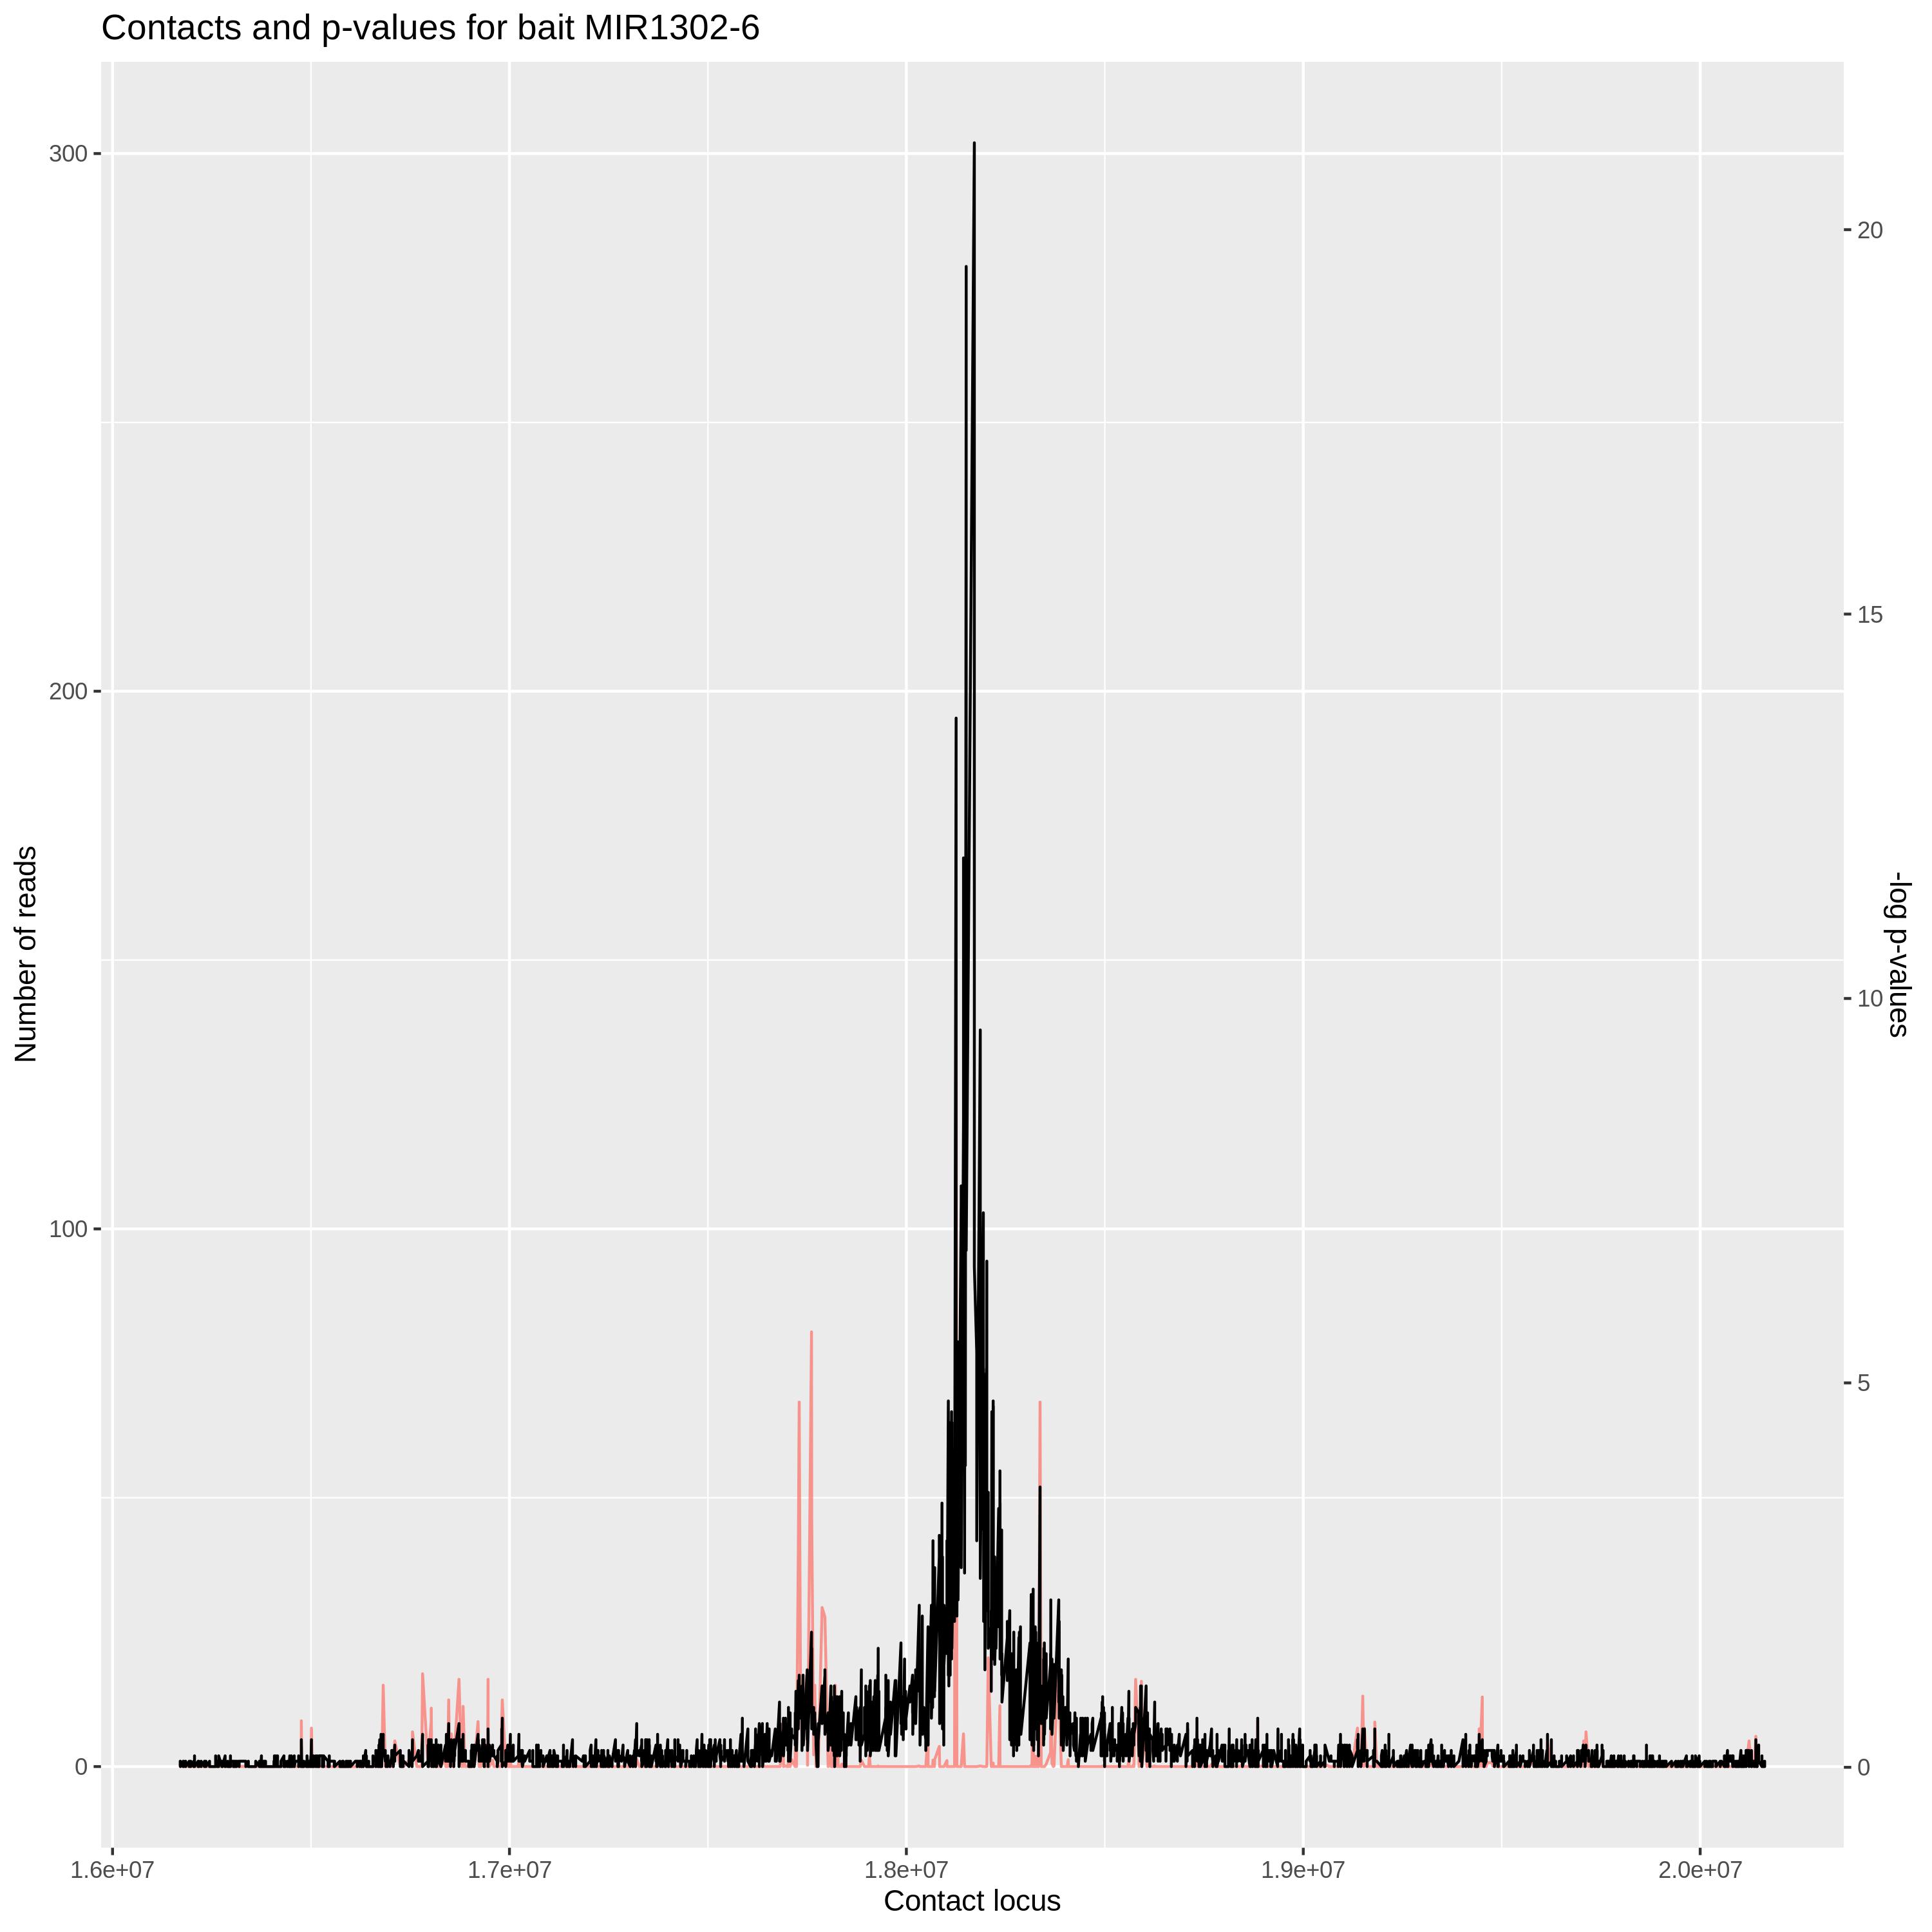 Contacts and p-values for bait MIR1302-6
300
200
100
0
Number of reads
20
15
10
5
0
-log p-values
1.6e+07
1.7e+07
1.8e+07
1.9e+07
2.0e+07
Contact locus